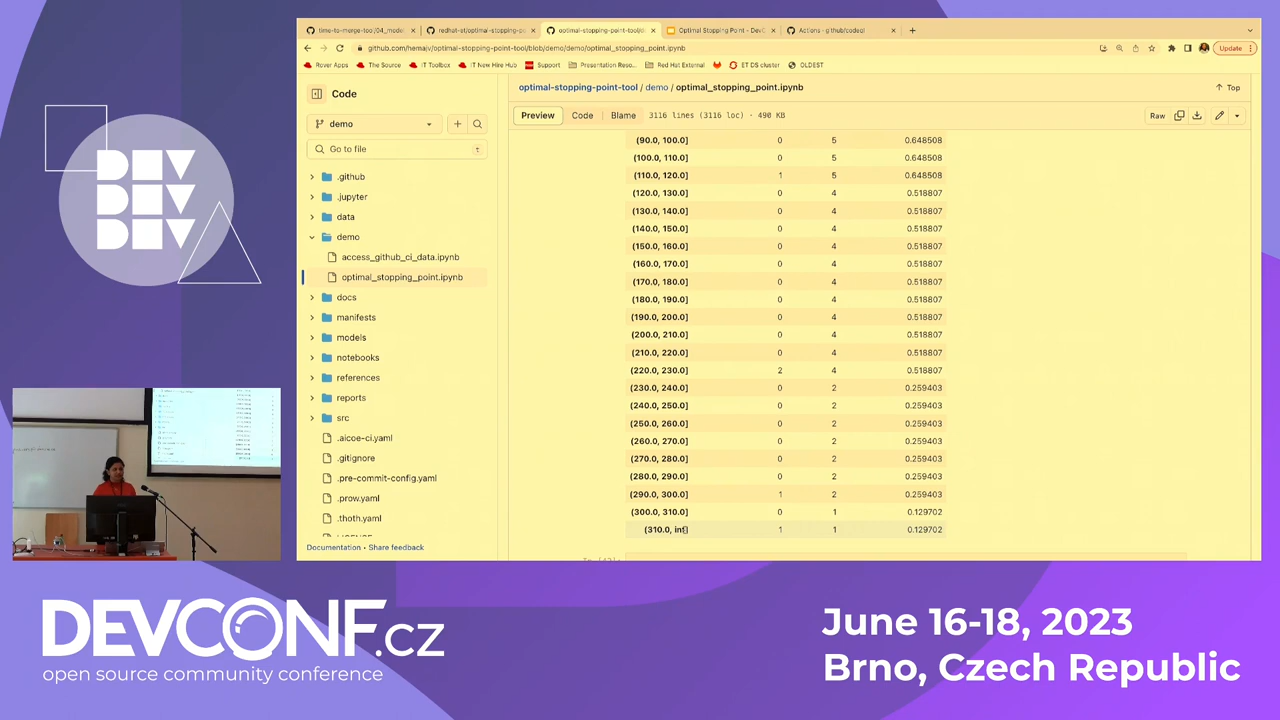 time-to-merge-tool/04_model
redhat-et/optimal-stopping-po
optimal-stopping-point-tool/d
Optimal Stopping Point - DevC
Actions · github/codeql
github.com/hemajv/optimal-stopping-point-tool/blob/demo/demo/optimal_stopping_point.ipynb
Update
Rover Apps
The Source
IT Toolbox
IT New Hire Hub
Support
Presentation Reso...
Red Hat External
ET DS cluster
OLDEST
Code
optimal-stopping-point-tool / demo / optimal_stopping_point.ipynb
Top
demo
Preview Code Blame 3116 lines (3116 loc) · 490 KB Raw
Go to file t
.github
.jupyter
data
demo
access_github_ci_data.ipynb
optimal_stopping_point.ipynb
docs
manifests
models
notebooks
references
reports
src
.aicoe-ci.yaml
.gitignore
.pre-commit-config.yaml
.prow.yaml
.thoth.yaml
Documentation • Share feedback
(90.0, 100.0] 0 5 0.648508
(100.0, 110.0] 0 5 0.648508
(110.0, 120.0] 1 5 0.648508
(120.0, 130.0] 0 4 0.518807
(130.0, 140.0] 0 4 0.518807
(140.0, 150.0] 0 4 0.518807
(150.0, 160.0] 0 4 0.518807
(160.0, 170.0] 0 4 0.518807
(170.0, 180.0] 0 4 0.518807
(180.0, 190.0] 0 4 0.518807
(190.0, 200.0] 0 4 0.518807
(200.0, 210.0] 0 4 0.518807
(210.0, 220.0] 0 4 0.518807
(220.0, 230.0] 2 4 0.518807
(230.0, 240.0] 0 2 0.259403
(240.0, 250.0] 0 2 0.259403
(250.0, 260.0] 0 2 0.259403
(260.0, 270.0] 0 2 0.259403
(270.0, 280.0] 0 2 0.259403
(280.0, 290.0] 0 2 0.259403
(290.0, 300.0] 1 2 0.259403
(300.0, 310.0] 0 1 0.129702
(310.0, inf] 1 1 0.129702
DEV
DEV
DEV
DEVCONF.cz
open source community conference
June 16-18, 2023
Brno, Czech Republic